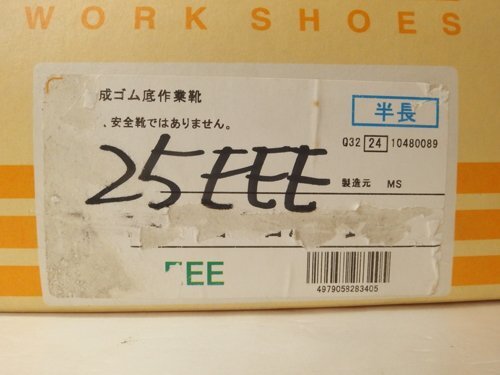 WORK SHOES
成ゴム底作業靴
半長
、安全靴ではありません。
Q32 24 10480089
25EEE
製造元 MS
EEE
4979058283405